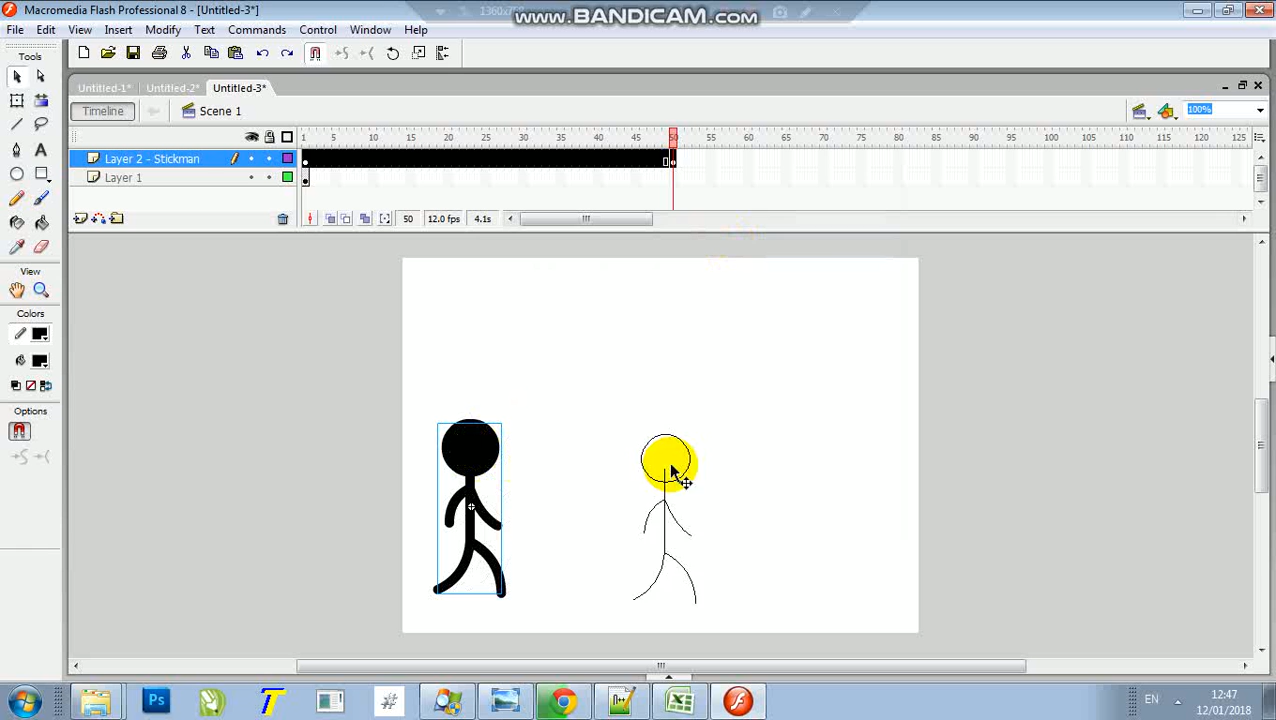 Macromedia Flash Professional 8 - [Untitled-3*]
www.BANDICAM.com
File Edit View Insert Modify Text Commands Control Window Help
Tools
Untitled-1* Untitled-2* Untitled-3*
Timeline Scene 1 100%
1 5 10 15 20 25 30 35 40 45 50 55 60 65 70 75 80 85 90 95 100 105 110 115 120 125
Layer 2 - Stickman
Layer 1
50 12.0 fps 4.1s
View
Colors
Options
Ps T # n++
EN
12:47
12/01/2018